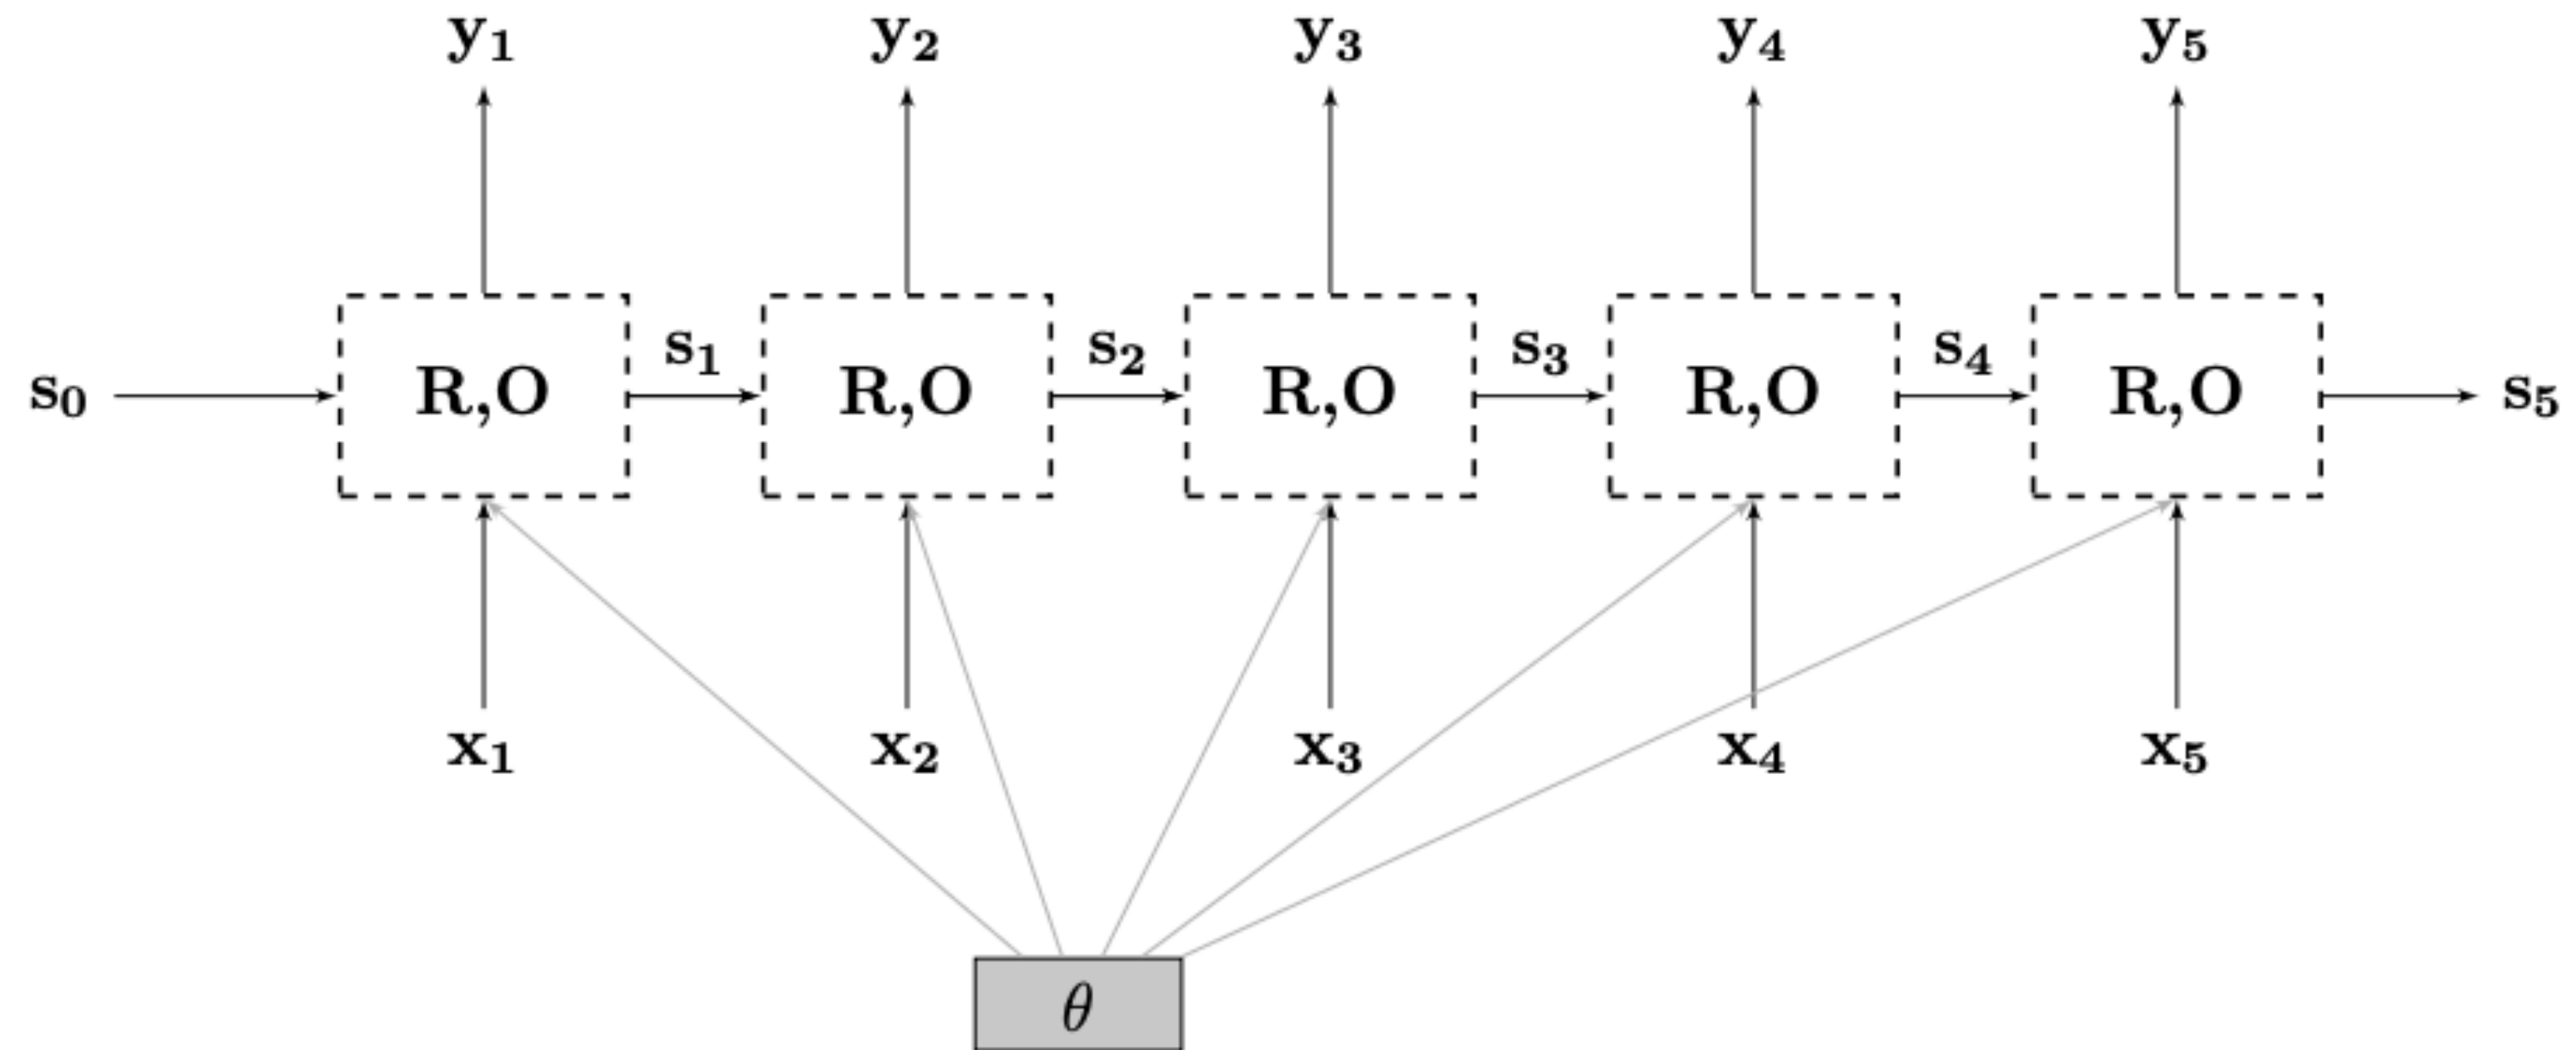 y₁ y₂ y₃ y₄ y₅
s₀ R,O s₁ R,O s₂ R,O s₃ R,O s₄ R,O s₅
x₁ x₂ x₃ x₄ x₅
θ